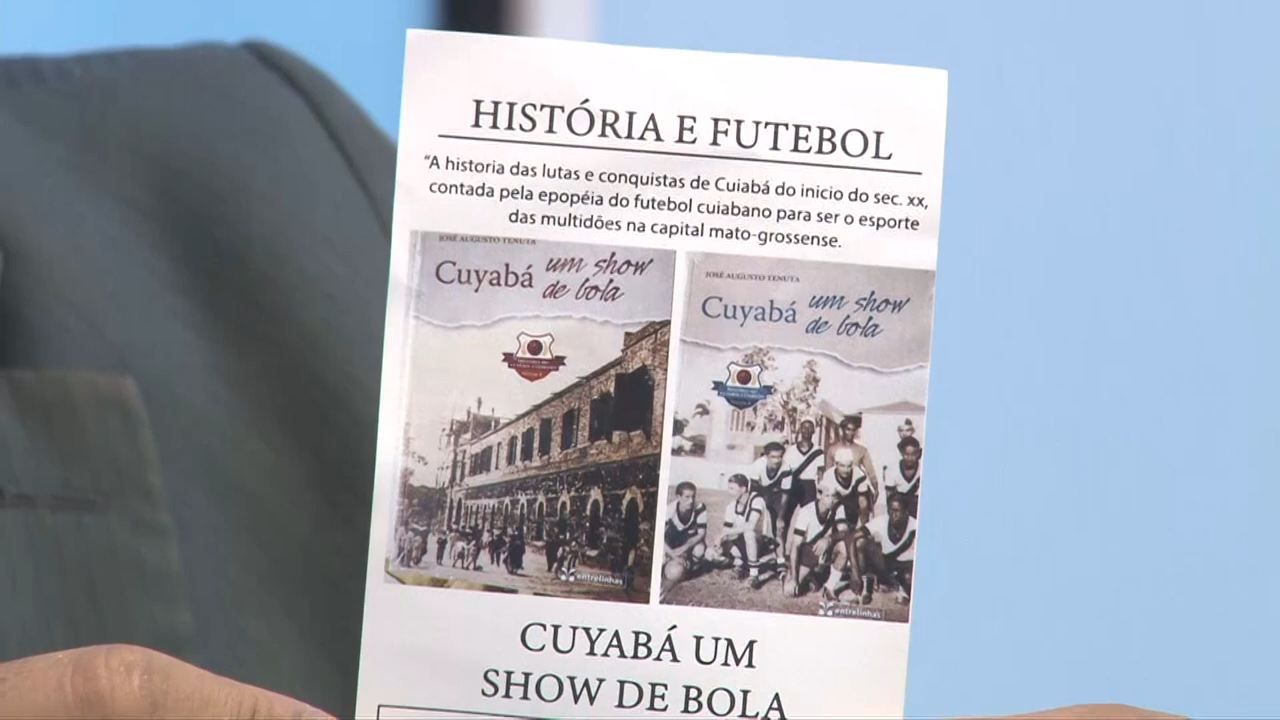 HISTÓRIA E FUTEBOL
“A historia das lutas e conquistas de Cuiabá do inicio do sec. xx,
contada pela epopéia do futebol cuiabano para ser o esporte
das multidões na capital mato-grossense.
JOSÉ AUGUSTO TENUTA
Cuyabá um show
de bola
entrelinhas
JOSÉ AUGUSTO TENUTA
Cuyabá um show
de bola
entrelinhas
CUYABÁ UM
SHOW DE BOLA